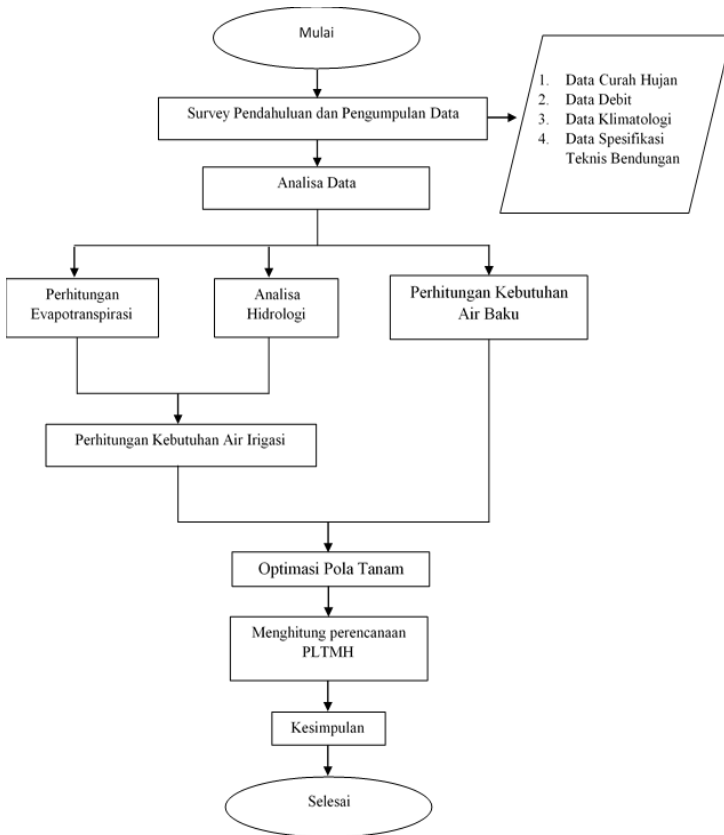 Mulai
Survey Pendahuluan dan Pengumpulan Data
1. Data Curah Hujan
2. Data Debit
3. Data Klimatologi
4. Data Spesifikasi
Teknis Bendungan
Analisa Data
Perhitungan
Evapotranspirasi
Analisa
Hidrologi
Perhitungan Kebutuhan
Air Baku
Perhitungan Kebutuhan Air Irigasi
Optimasi Pola Tanam
Menghitung perencanaan
PLTMH
Kesimpulan
Selesai